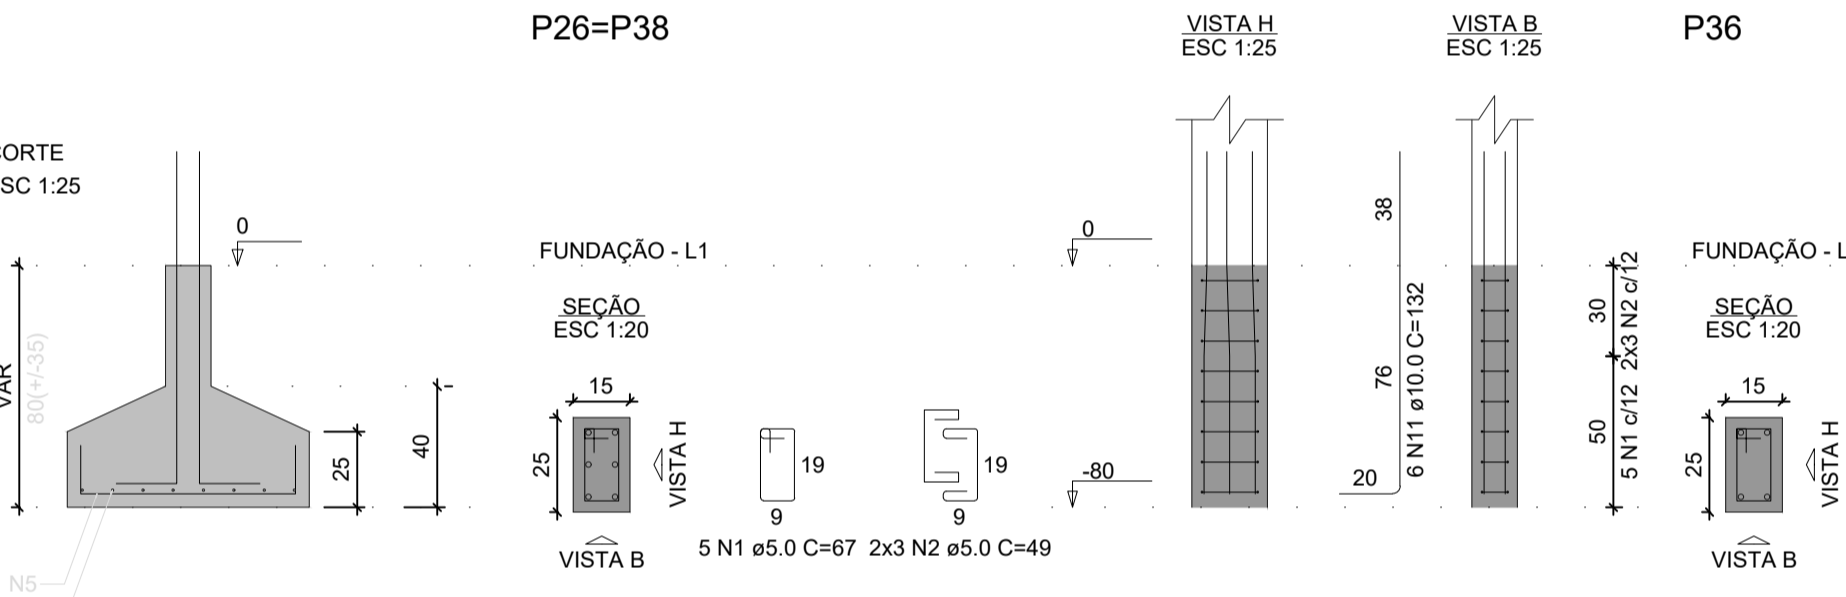 P26=P38
VISTA H
ESC 1:25
VISTA B
ESC 1:25
P36
CORTE
ESC 1:25
0
VAR
80(+/-35)
25
40
N5
FUNDAÇÃO - L1
SEÇÃO
ESC 1:20
15
25
VISTA H
VISTA B
19
9
5 N1 ø5.0 C=67
19
9
2x3 N2 ø5.0 C=49
0
-80
38
76
20
6 N11 ø10.0 C=132
30
50
2x3 N2 c/12
5 N1 c/12
FUNDAÇÃO - L
SEÇÃO
ESC 1:20
15
25
VISTA H
VISTA B